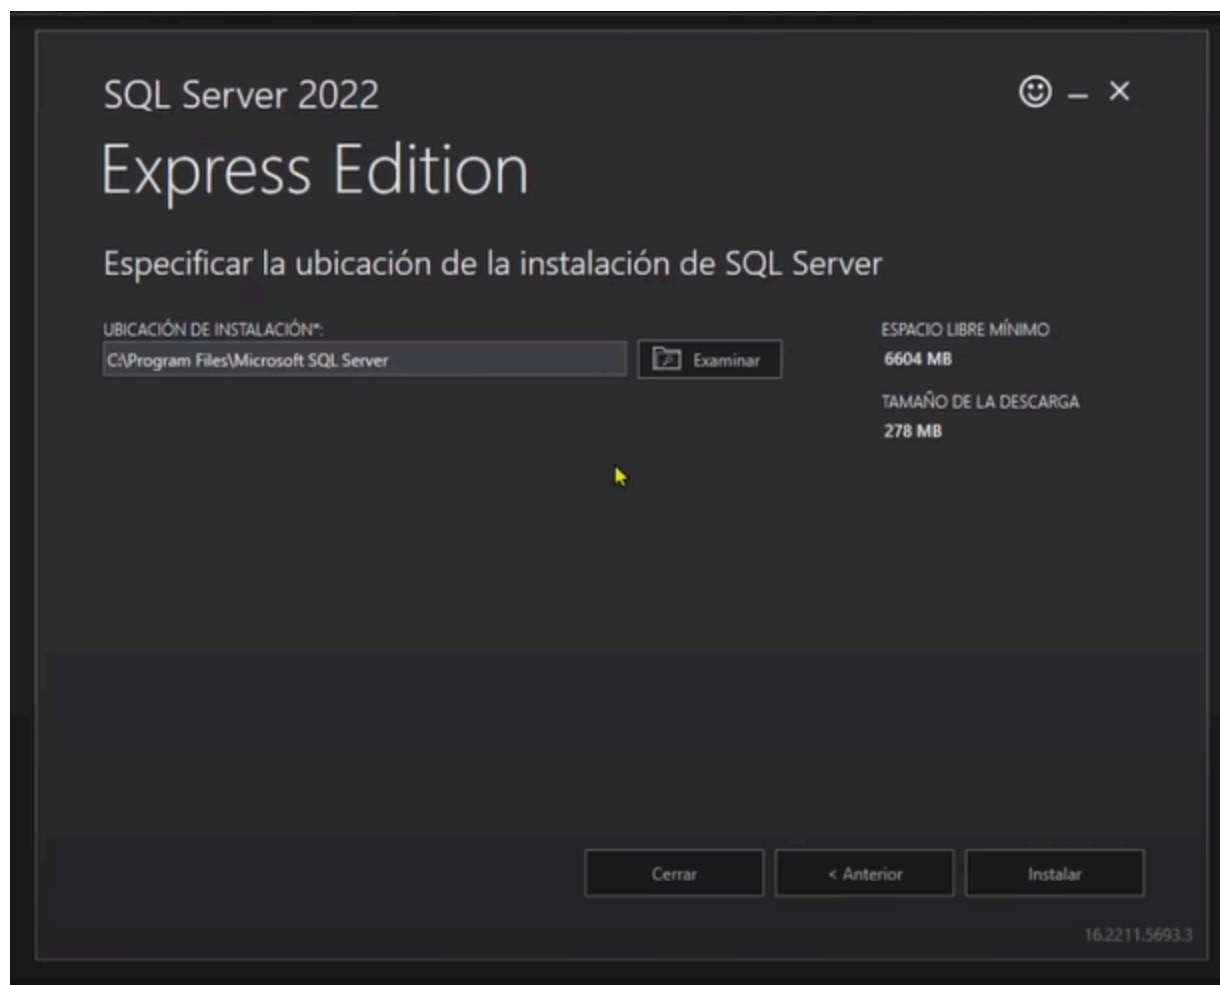 SQL Server 2022
Express Edition
Especificar la ubicación de la instalación de SQL Server
UBICACIÓN DE INSTALACIÓN*:
C:\Program Files\Microsoft SQL Server
Examinar
ESPACIO LIBRE MÍNIMO
6604 MB
TAMAÑO DE LA DESCARGA
278 MB
Cerrar
< Anterior
Instalar
16.2211.5693.3